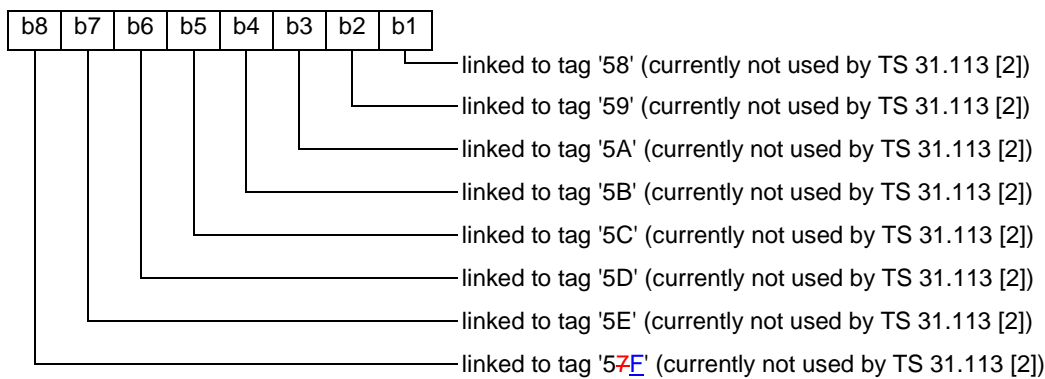 b8 b7 b6 b5 b4 b3 b2 b1
linked to tag '58' (currently not used by TS 31.113 [2])
linked to tag '59' (currently not used by TS 31.113 [2])
linked to tag '5A' (currently not used by TS 31.113 [2])
linked to tag '5B' (currently not used by TS 31.113 [2])
linked to tag '5C' (currently not used by TS 31.113 [2])
linked to tag '5D' (currently not used by TS 31.113 [2])
linked to tag '5E' (currently not used by TS 31.113 [2])
linked to tag '57F' (currently not used by TS 31.113 [2])